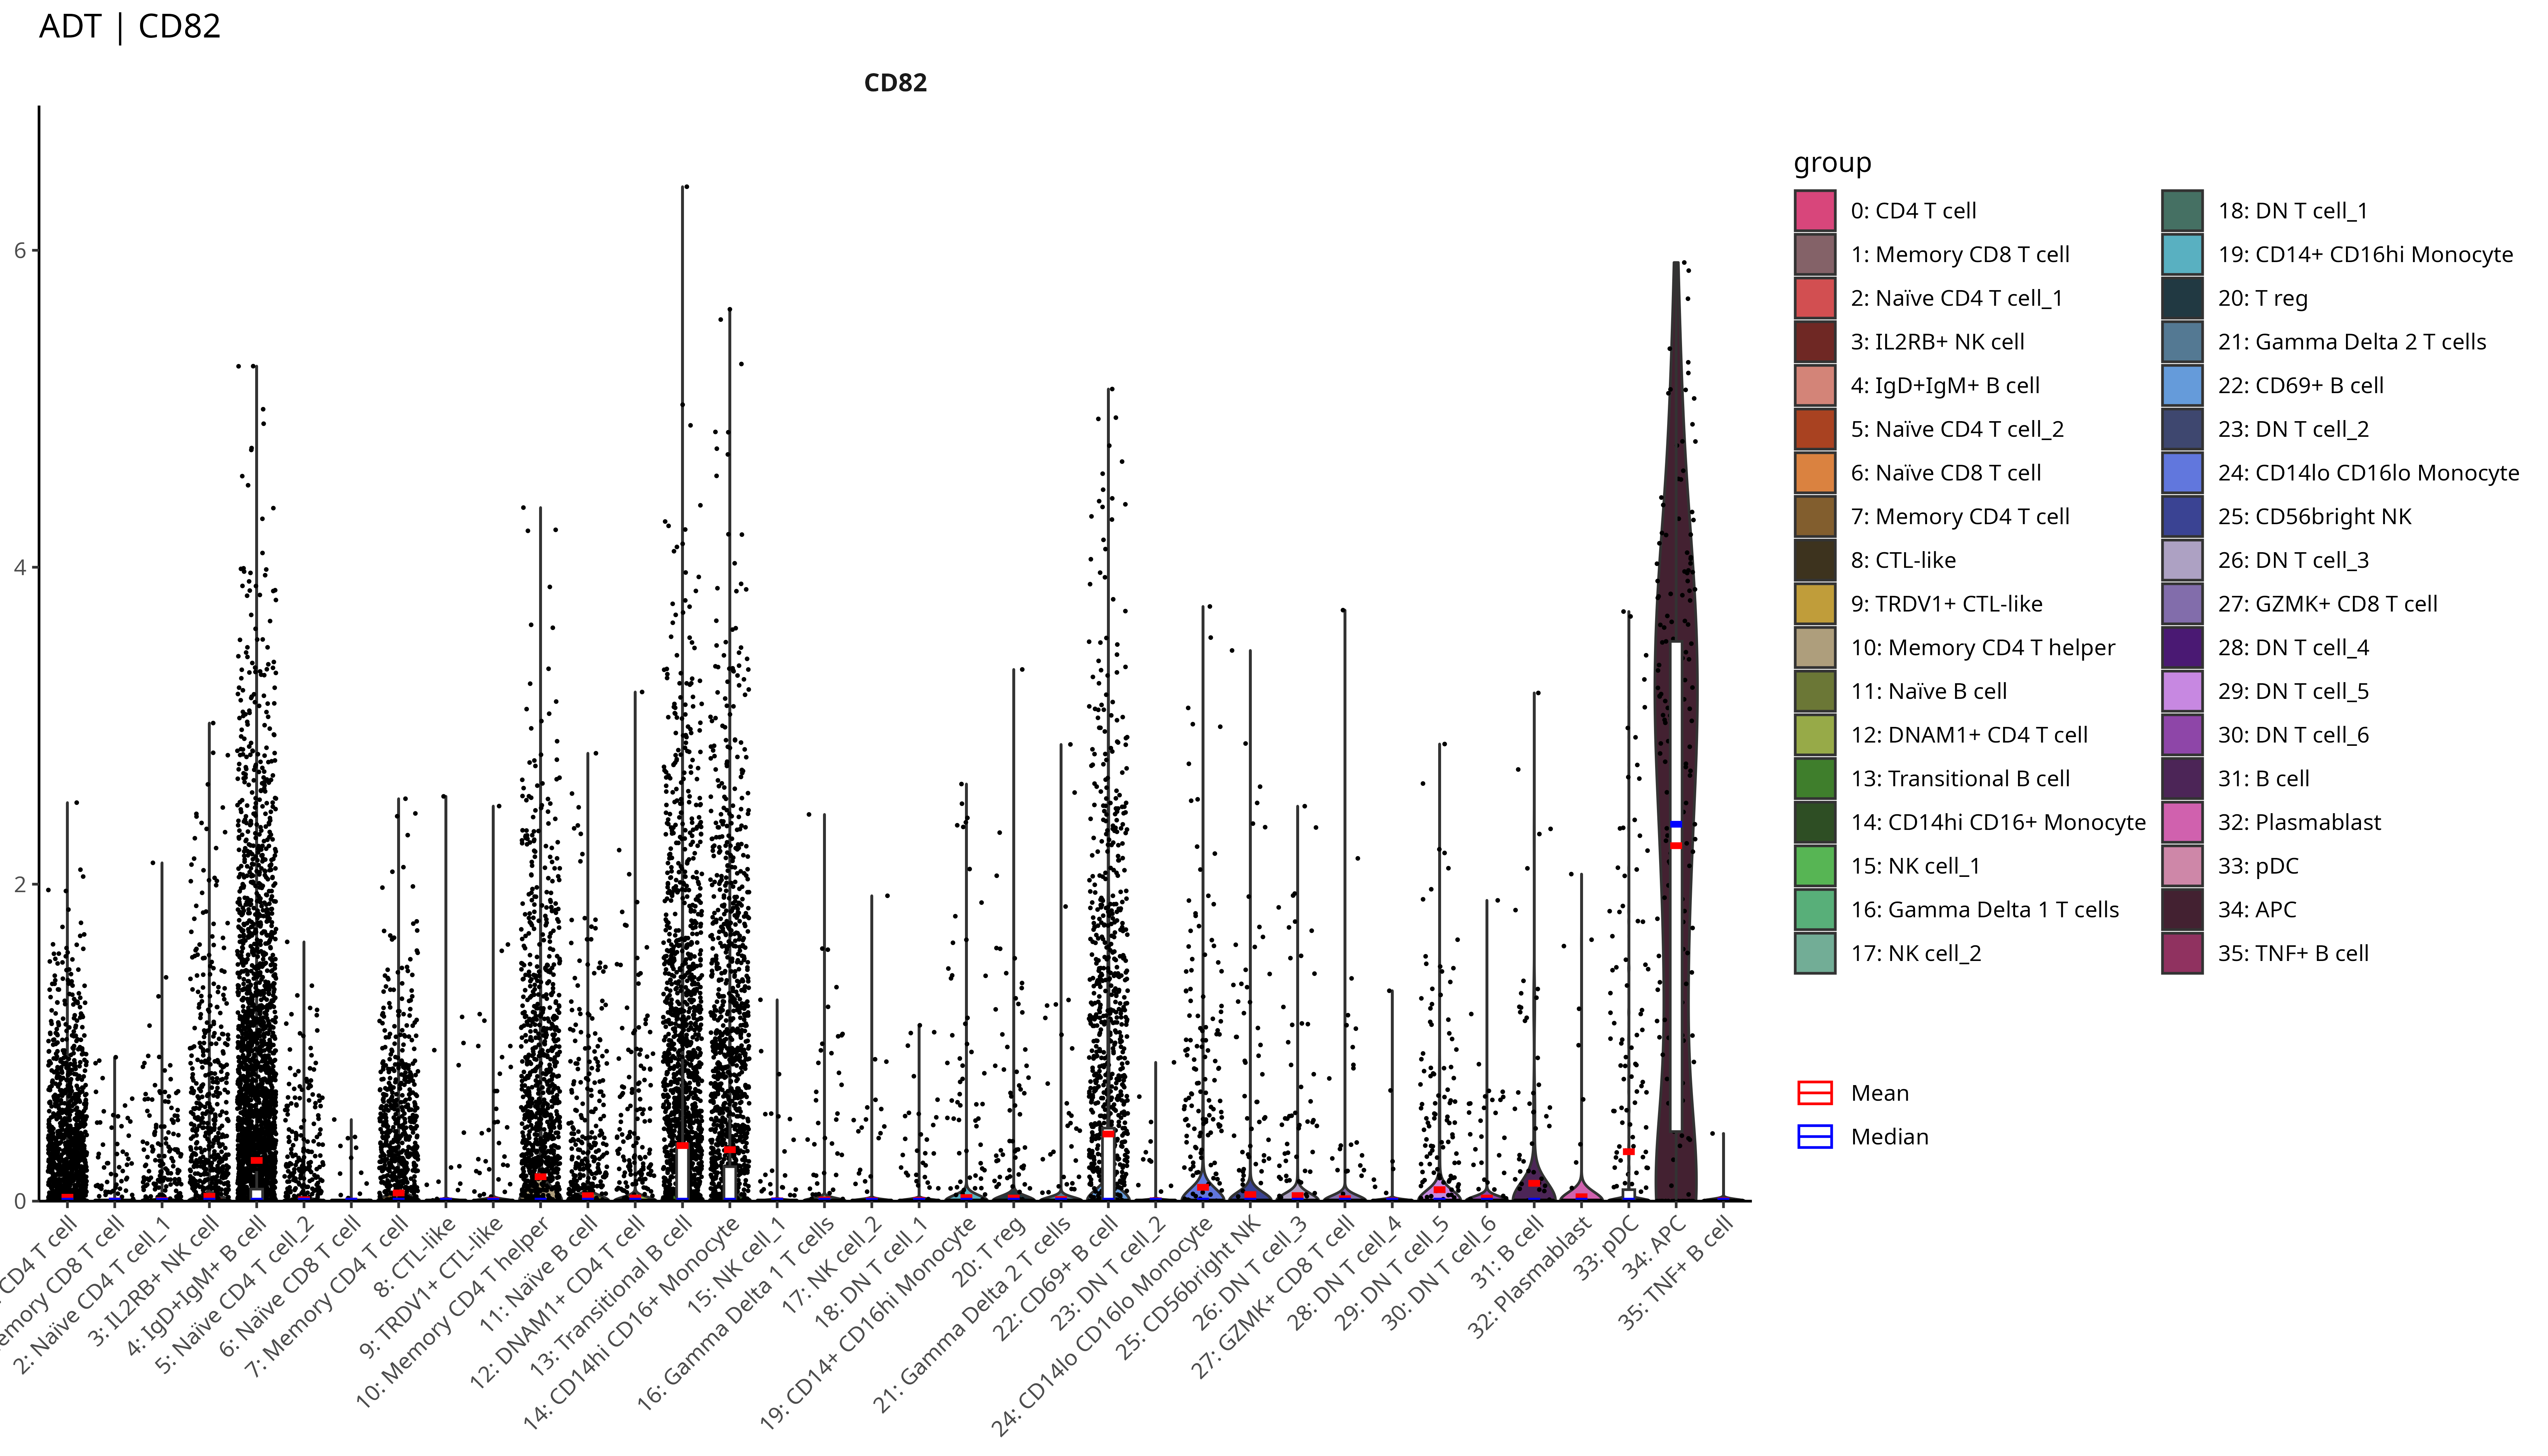 ADT | CD82
CD82
6
4
2
0
CD4 T cell
emory CD8 T cell
2: Naïve CD4 T cell_1
3: IL2RB+ NK cell
4: IgD+IgM+ B cell
5: Naïve CD4 T cell_2
6: Naïve CD8 T cell
7: Memory CD4 T cell
8: CTL-like
9: TRDV1+ CTL-like
10: Memory CD4 T helper
11: Naïve B cell
12: DNAM1+ CD4 T cell
13: Transitional B cell
14: CD14hi CD16+ Monocyte
15: NK cell_1
16: Gamma Delta 1 T cells
17: NK cell_2
18: DN T cell_1
19: CD14+ CD16hi Monocyte
20: T reg
21: Gamma Delta 2 T cells
22: CD69+ B cell
23: DN T cell_2
24: CD14lo CD16lo Monocyte
25: CD56bright NK
26: DN T cell_3
27: GZMK+ CD8 T cell
28: DN T cell_4
29: DN T cell_5
30: DN T cell_6
31: B cell
32: Plasmablast
33: pDC
34: APC
35: TNF+ B cell
group
0: CD4 T cell
1: Memory CD8 T cell
2: Naïve CD4 T cell_1
3: IL2RB+ NK cell
4: IgD+IgM+ B cell
5: Naïve CD4 T cell_2
6: Naïve CD8 T cell
7: Memory CD4 T cell
8: CTL-like
9: TRDV1+ CTL-like
10: Memory CD4 T helper
11: Naïve B cell
12: DNAM1+ CD4 T cell
13: Transitional B cell
14: CD14hi CD16+ Monocyte
15: NK cell_1
16: Gamma Delta 1 T cells
17: NK cell_2
18: DN T cell_1
19: CD14+ CD16hi Monocyte
20: T reg
21: Gamma Delta 2 T cells
22: CD69+ B cell
23: DN T cell_2
24: CD14lo CD16lo Monocyte
25: CD56bright NK
26: DN T cell_3
27: GZMK+ CD8 T cell
28: DN T cell_4
29: DN T cell_5
30: DN T cell_6
31: B cell
32: Plasmablast
33: pDC
34: APC
35: TNF+ B cell
Mean
Median